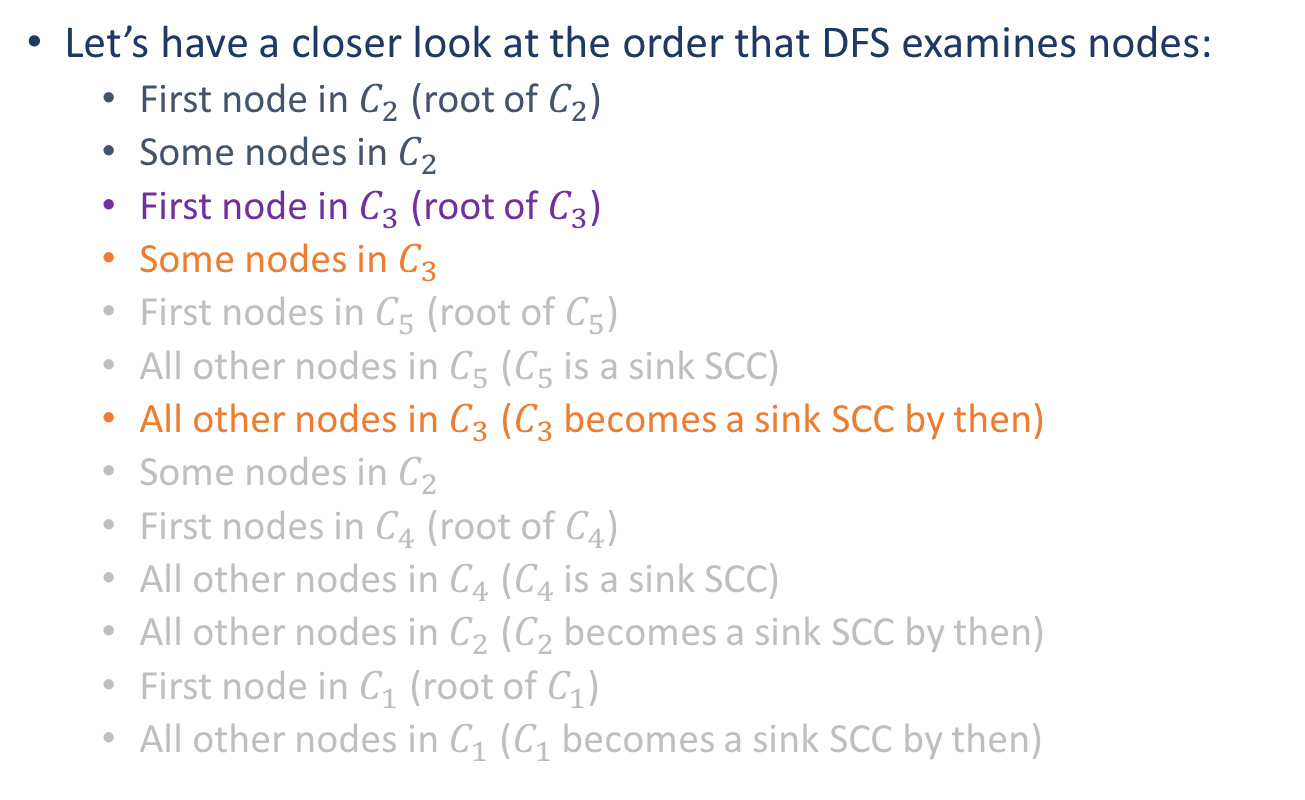 • Let's have a closer look at the order that DFS examines nodes:
• First node in C₂ (root of C₂)
• Some nodes in C₂
• First node in C₃ (root of C₃)
• Some nodes in C₃
• First nodes in C₅ (root of C₅)
• All other nodes in C₅ (C₅ is a sink SCC)
• All other nodes in C₃ (C₃ becomes a sink SCC by then)
• Some nodes in C₂
• First nodes in C₄ (root of C₄)
• All other nodes in C₄ (C₄ is a sink SCC)
• All other nodes in C₂ (C₂ becomes a sink SCC by then)
• First node in C₁ (root of C₁)
• All other nodes in C₁ (C₁ becomes a sink SCC by then)